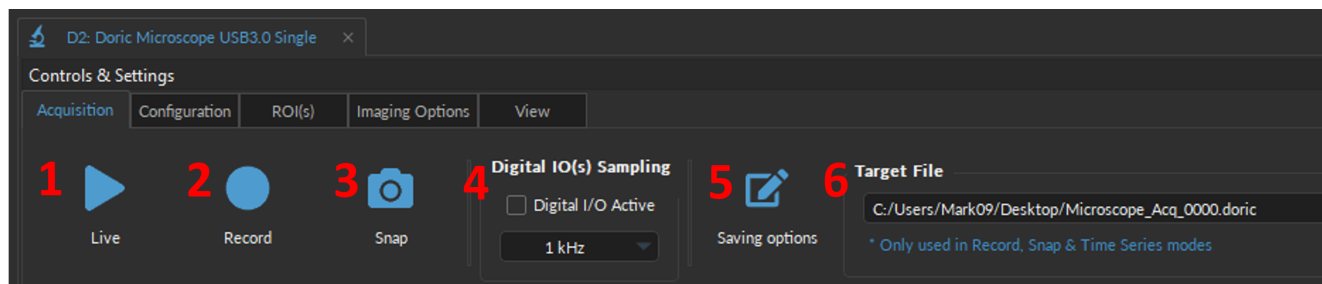 D2: Doric Microscope USB3.0 Single ×
Controls & Settings
Acquisition Configuration ROI(s) Imaging Options View
1 2 3 4 5 6
Digital IO(s) Sampling
Target File
Digital I/O Active
C:/Users/Mark09/Desktop/Microscope_Acq_0000.doric
Live Record Snap
1 kHz
Saving options
* Only used in Record, Snap & Time Series modes